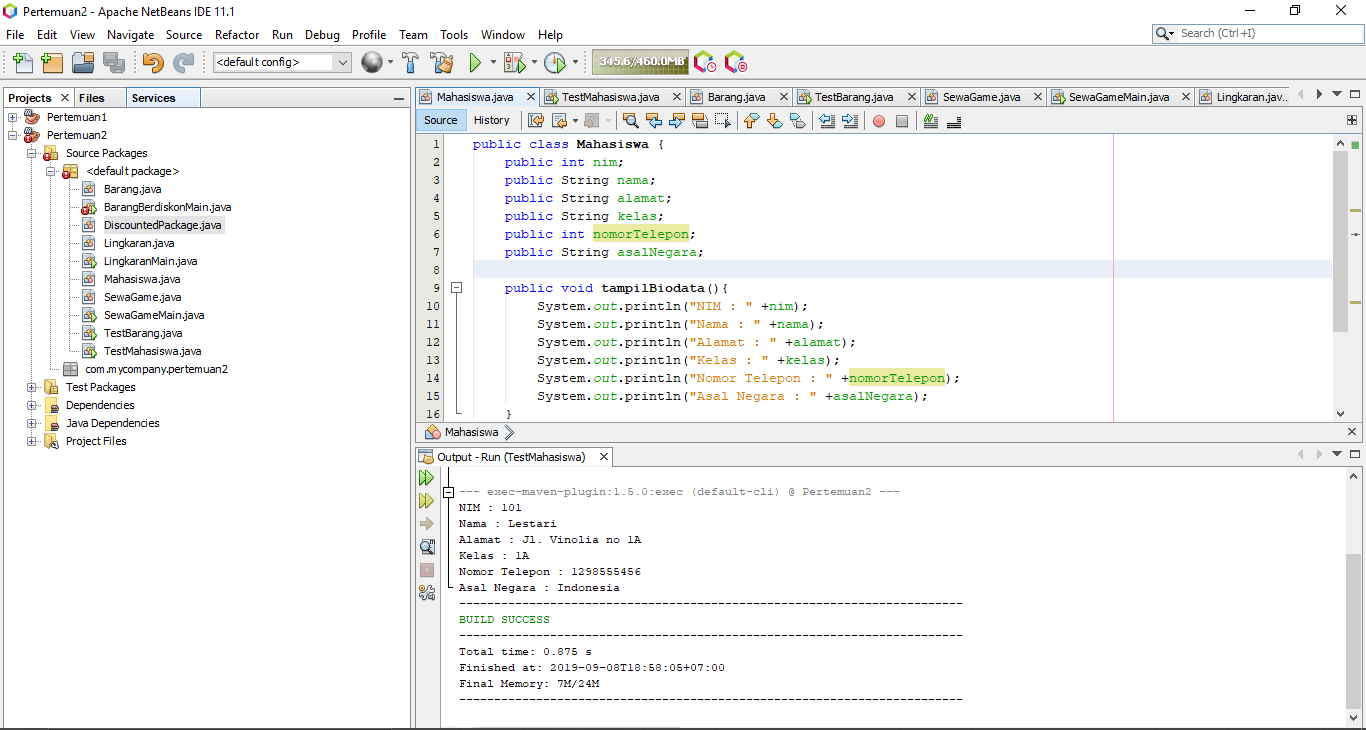 Pertemuan2 - Apache NetBeans IDE 11.1
File Edit View Navigate Source Refactor Run Debug Profile Team Tools Window Help
Search (Ctrl+I)
<default config>
345.6/460.0MB
Projects Files Services
Pertemuan1
Pertemuan2
Source Packages
<default package>
Barang.java
BarangBerdiskonMain.java
DiscountedPackage.java
Lingkaran.java
LingkaranMain.java
Mahasiswa.java
SewaGame.java
SewaGameMain.java
TestBarang.java
TestMahasiswa.java
com.mycompany.pertemuan2
Test Packages
Dependencies
Java Dependencies
Project Files
Mahasiswa.java TestMahasiswa.java Barang.java TestBarang.java SewaGame.java SewaGameMain.java Lingkaran.jav...
Source History
1 public class Mahasiswa {
2 public int nim;
3 public String nama;
4 public String alamat;
5 public String kelas;
6 public int nomorTelepon;
7 public String asalNegara;
8
9 public void tampilBiodata(){
10 System.out.println("NIM : " +nim);
11 System.out.println("Nama : " +nama);
12 System.out.println("Alamat : " +alamat);
13 System.out.println("Kelas : " +kelas);
14 System.out.println("Nomor Telepon : " +nomorTelepon);
15 System.out.println("Asal Negara : " +asalNegara);
16 }
Mahasiswa
Output - Run (TestMahasiswa)
--- exec-maven-plugin:1.5.0:exec (default-cli) @ Pertemuan2 ---
NIM : 101
Nama : Lestari
Alamat : Jl. Vinolia no 1A
Kelas : 1A
Nomor Telepon : 1298555456
Asal Negara : Indonesia
------------------------------------------------------------------------
BUILD SUCCESS
------------------------------------------------------------------------
Total time: 0.875 s
Finished at: 2019-09-08T18:58:05+07:00
Final Memory: 7M/24M
------------------------------------------------------------------------